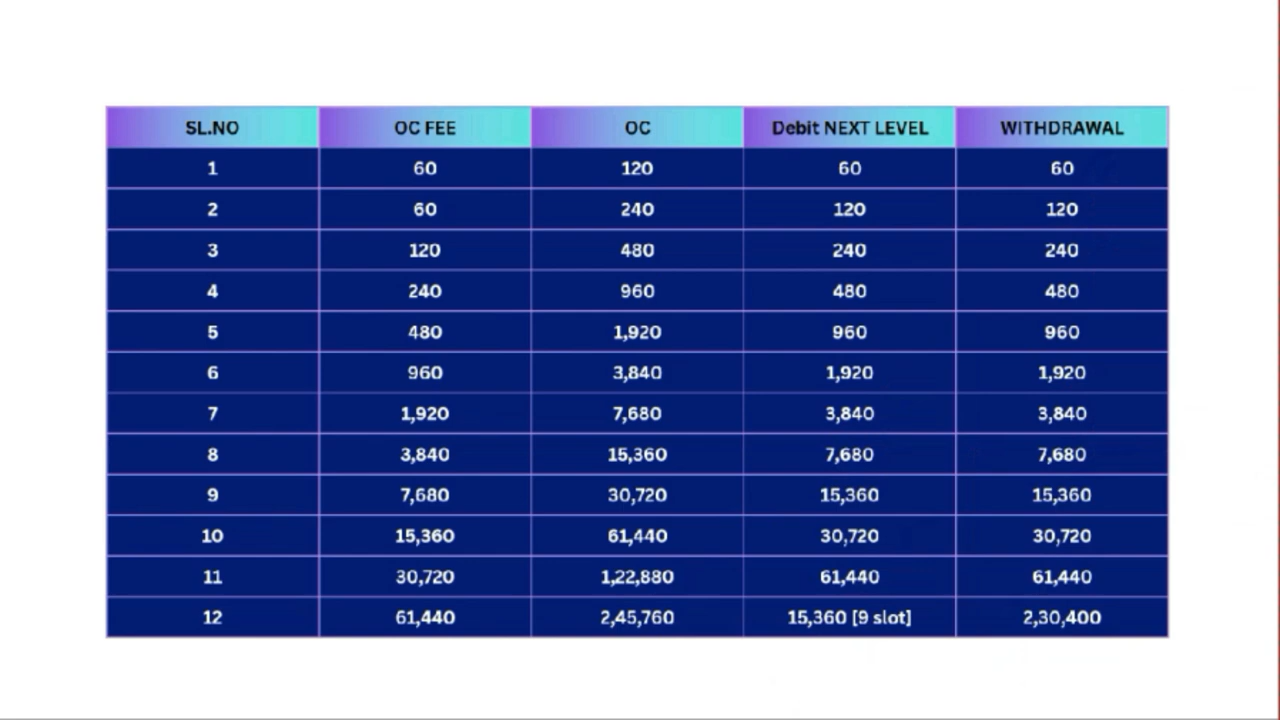 SL.NO OC FEE OC Debit NEXT LEVEL WITHDRAWAL
1 60 120 60 60
2 60 240 120 120
3 120 480 240 240
4 240 960 480 480
5 480 1,920 960 960
6 960 3,840 1,920 1,920
7 1,920 7,680 3,840 3,840
8 3,840 15,360 7,680 7,680
9 7,680 30,720 15,360 15,360
10 15,360 61,440 30,720 30,720
11 30,720 1,22,880 61,440 61,440
12 61,440 2,45,760 15,360 [9 slot] 2,30,400